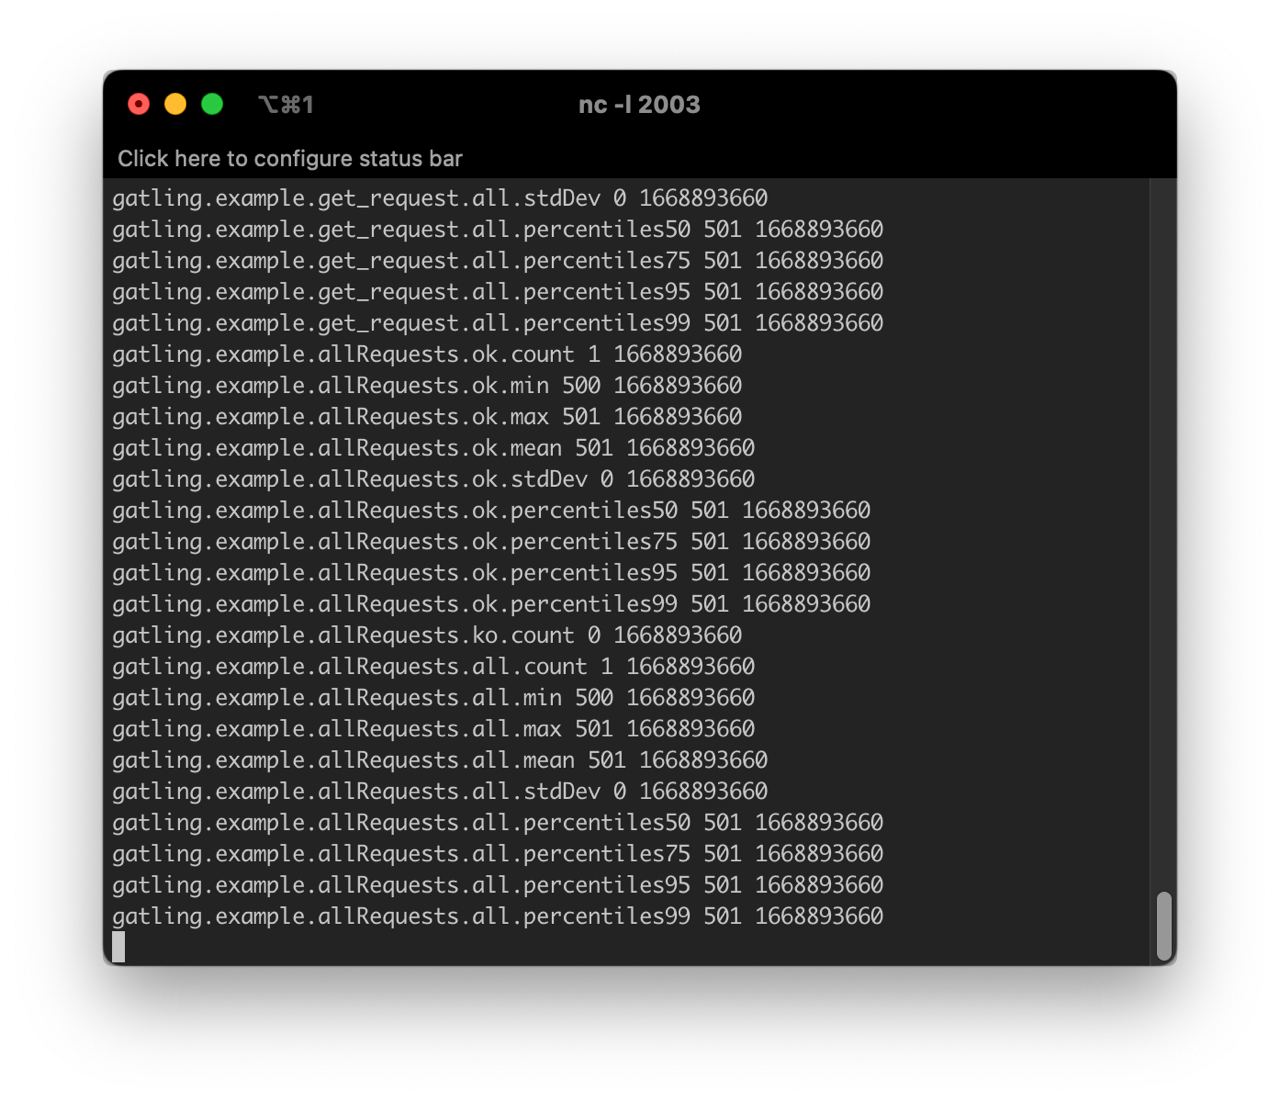 ⌥⌘1
nc -l 2003
Click here to configure status bar
gatling.example.get_request.all.stdDev 0 1668893660
gatling.example.get_request.all.percentiles50 501 1668893660
gatling.example.get_request.all.percentiles75 501 1668893660
gatling.example.get_request.all.percentiles95 501 1668893660
gatling.example.get_request.all.percentiles99 501 1668893660
gatling.example.allRequests.ok.count 1 1668893660
gatling.example.allRequests.ok.min 500 1668893660
gatling.example.allRequests.ok.max 501 1668893660
gatling.example.allRequests.ok.mean 501 1668893660
gatling.example.allRequests.ok.stdDev 0 1668893660
gatling.example.allRequests.ok.percentiles50 501 1668893660
gatling.example.allRequests.ok.percentiles75 501 1668893660
gatling.example.allRequests.ok.percentiles95 501 1668893660
gatling.example.allRequests.ok.percentiles99 501 1668893660
gatling.example.allRequests.ko.count 0 1668893660
gatling.example.allRequests.all.count 1 1668893660
gatling.example.allRequests.all.min 500 1668893660
gatling.example.allRequests.all.max 501 1668893660
gatling.example.allRequests.all.mean 501 1668893660
gatling.example.allRequests.all.stdDev 0 1668893660
gatling.example.allRequests.all.percentiles50 501 1668893660
gatling.example.allRequests.all.percentiles75 501 1668893660
gatling.example.allRequests.all.percentiles95 501 1668893660
gatling.example.allRequests.all.percentiles99 501 1668893660